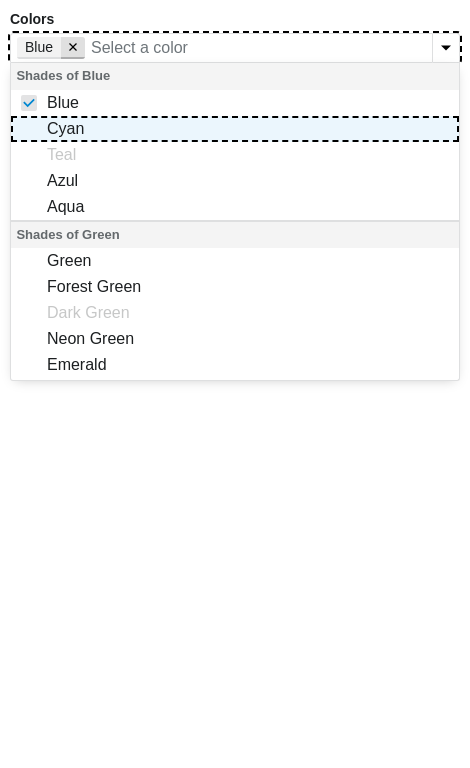 Colors
Blue ✕ Select a color
Shades of Blue
Blue
Cyan
Teal
Azul
Aqua
Shades of Green
Green
Forest Green
Dark Green
Neon Green
Emerald